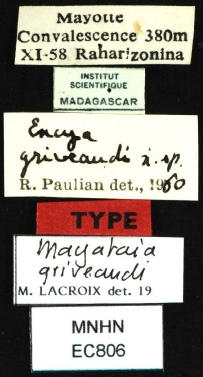 Mayotte
Convalescence 380m
XI-58 Raharizonina
INSTITUT
SCIENTIFIQUE
MADAGASCAR
Encya
griveaudi n. sp.
R. Paulian det., 1960
TYPE
Mayotaia
griveaudi
M. LACROIX det. 19
MNHN
EC806